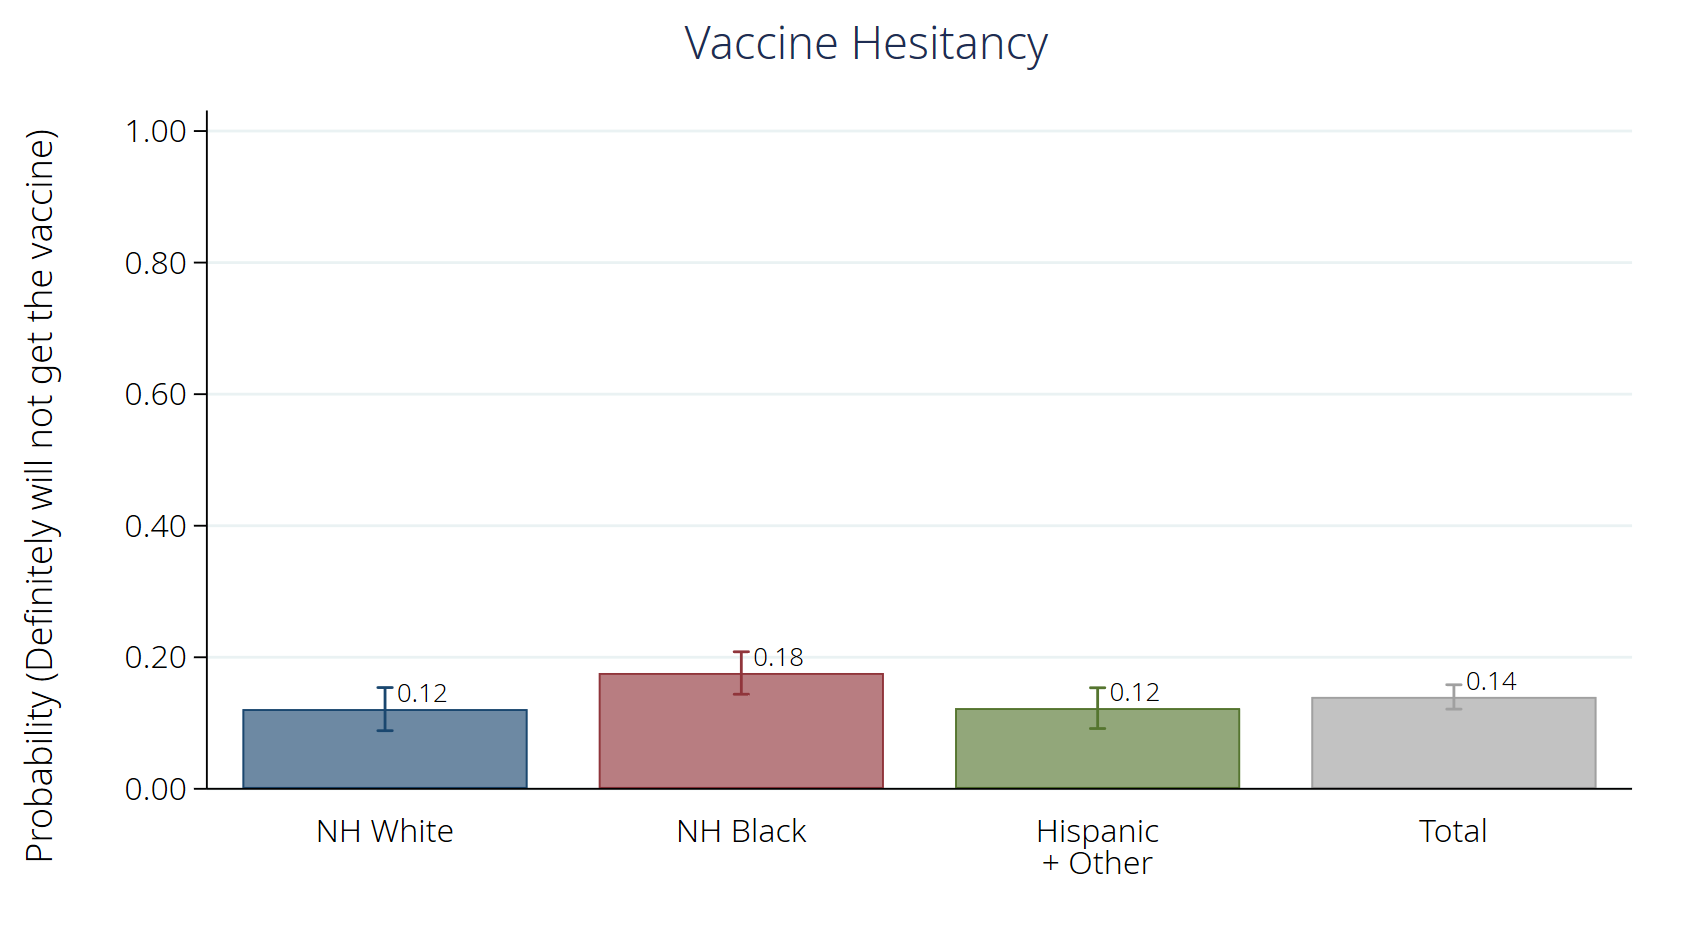 Vaccine Hesitancy
Probability (Definitely will not get the vaccine)
1.00
0.80
0.60
0.40
0.20
0.00
0.12
0.18
0.12
0.14
NH White
NH Black
Hispanic
+ Other
Total